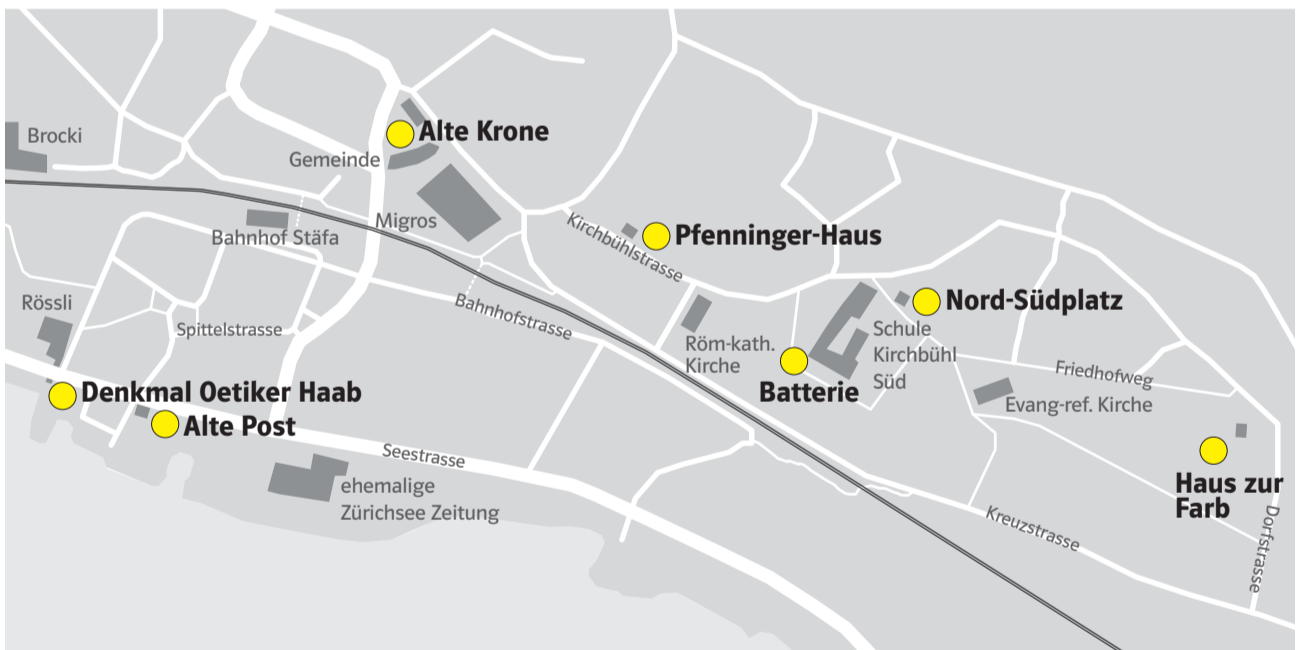 Brocki
Alte Krone
Gemeinde
Migros
Bahnhof Stäfa
Kirchbühlstrasse
Pfenninger-Haus
Nord-Südplatz
Rössli
Spittelstrasse
Bahnhofstrasse
Röm-kath.
Kirche
Schule
Kirchbühl
Süd
Batterie
Friedhofweg
Evang-ref. Kirche
Denkmal Oetiker Haab
Alte Post
Seestrasse
ehemalige
Zürichsee Zeitung
Haus zur
Farb
Kreuzstrasse
Dorfstrasse